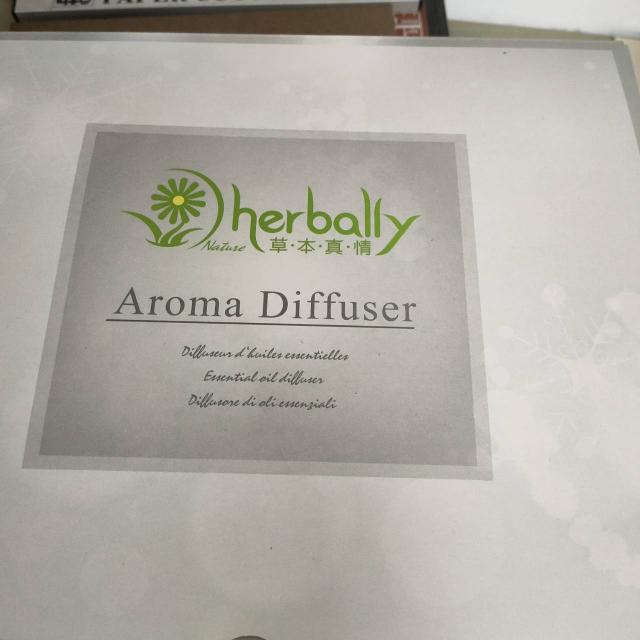 herbally
Nature 草·本·真·情
Aroma Diffuser
Diffuseur d'huiles essentielles
Essential oil diffuser
Diffusore di oli essenziali